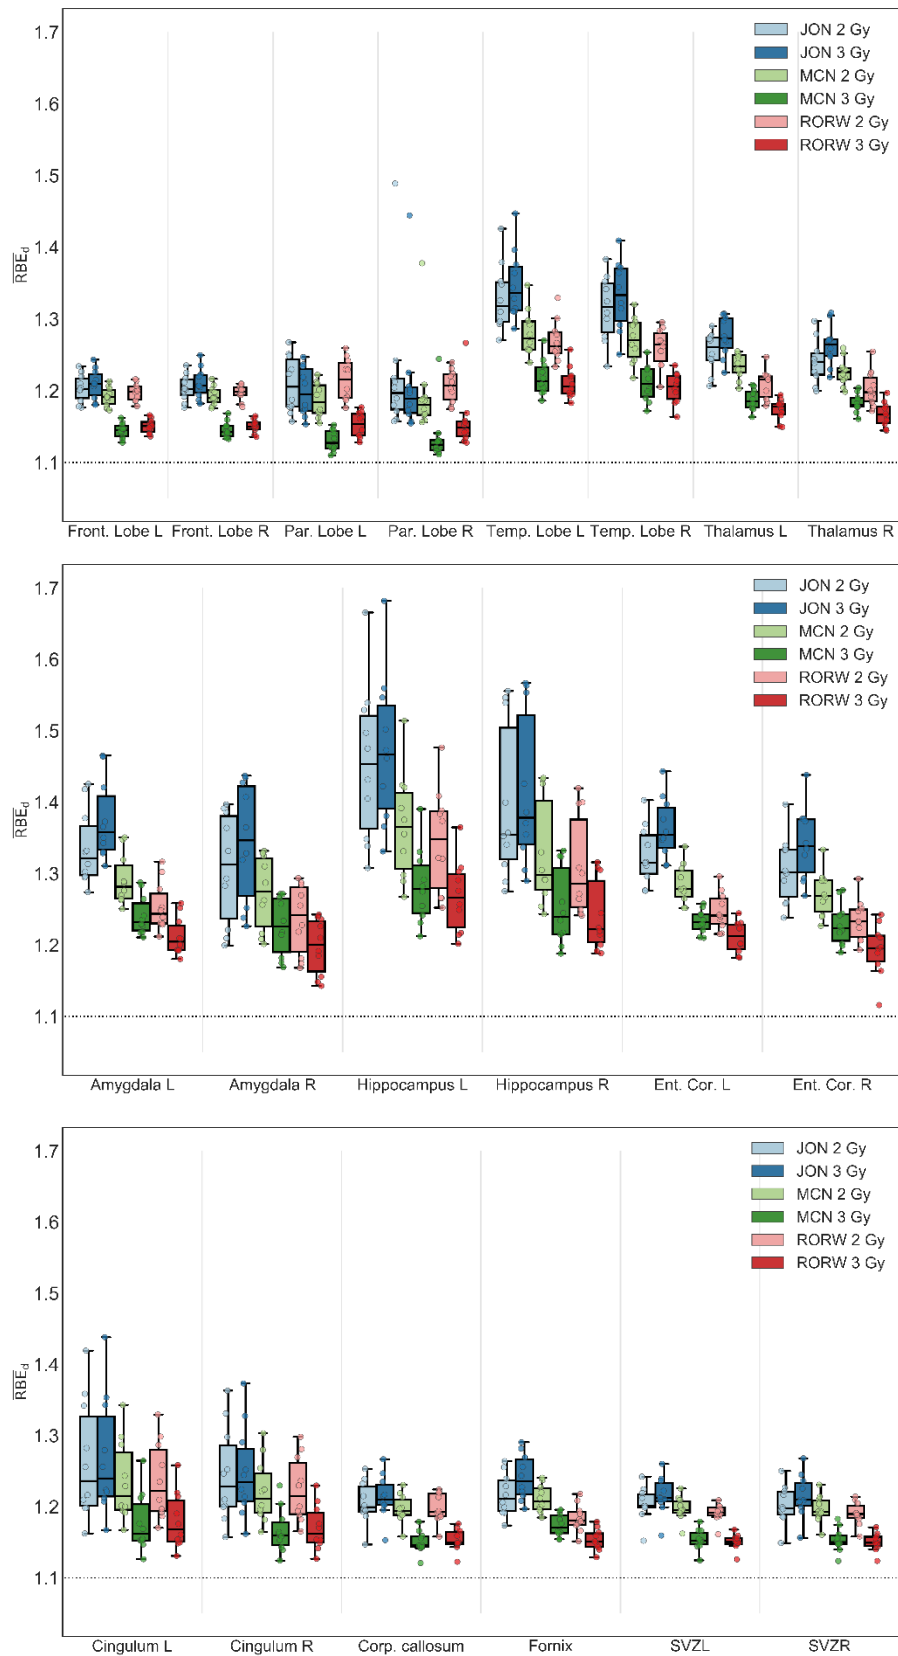 1.7
1.6
1.5
1.4
1.3
1.2
1.1
RBE_d
JON 2 Gy
JON 3 Gy
MCN 2 Gy
MCN 3 Gy
RORW 2 Gy
RORW 3 Gy
Front. Lobe L Front. Lobe R Par. Lobe L Par. Lobe R Temp. Lobe L Temp. Lobe R Thalamus L Thalamus R
1.7
1.6
1.5
1.4
1.3
1.2
1.1
RBE_d
JON 2 Gy
JON 3 Gy
MCN 2 Gy
MCN 3 Gy
RORW 2 Gy
RORW 3 Gy
Amygdala L Amygdala R Hippocampus L Hippocampus R Ent. Cor. L Ent. Cor. R
1.7
1.6
1.5
1.4
1.3
1.2
1.1
RBE_d
JON 2 Gy
JON 3 Gy
MCN 2 Gy
MCN 3 Gy
RORW 2 Gy
RORW 3 Gy
Cingulum L Cingulum R Corp. callosum Fornix SVZL SVZR